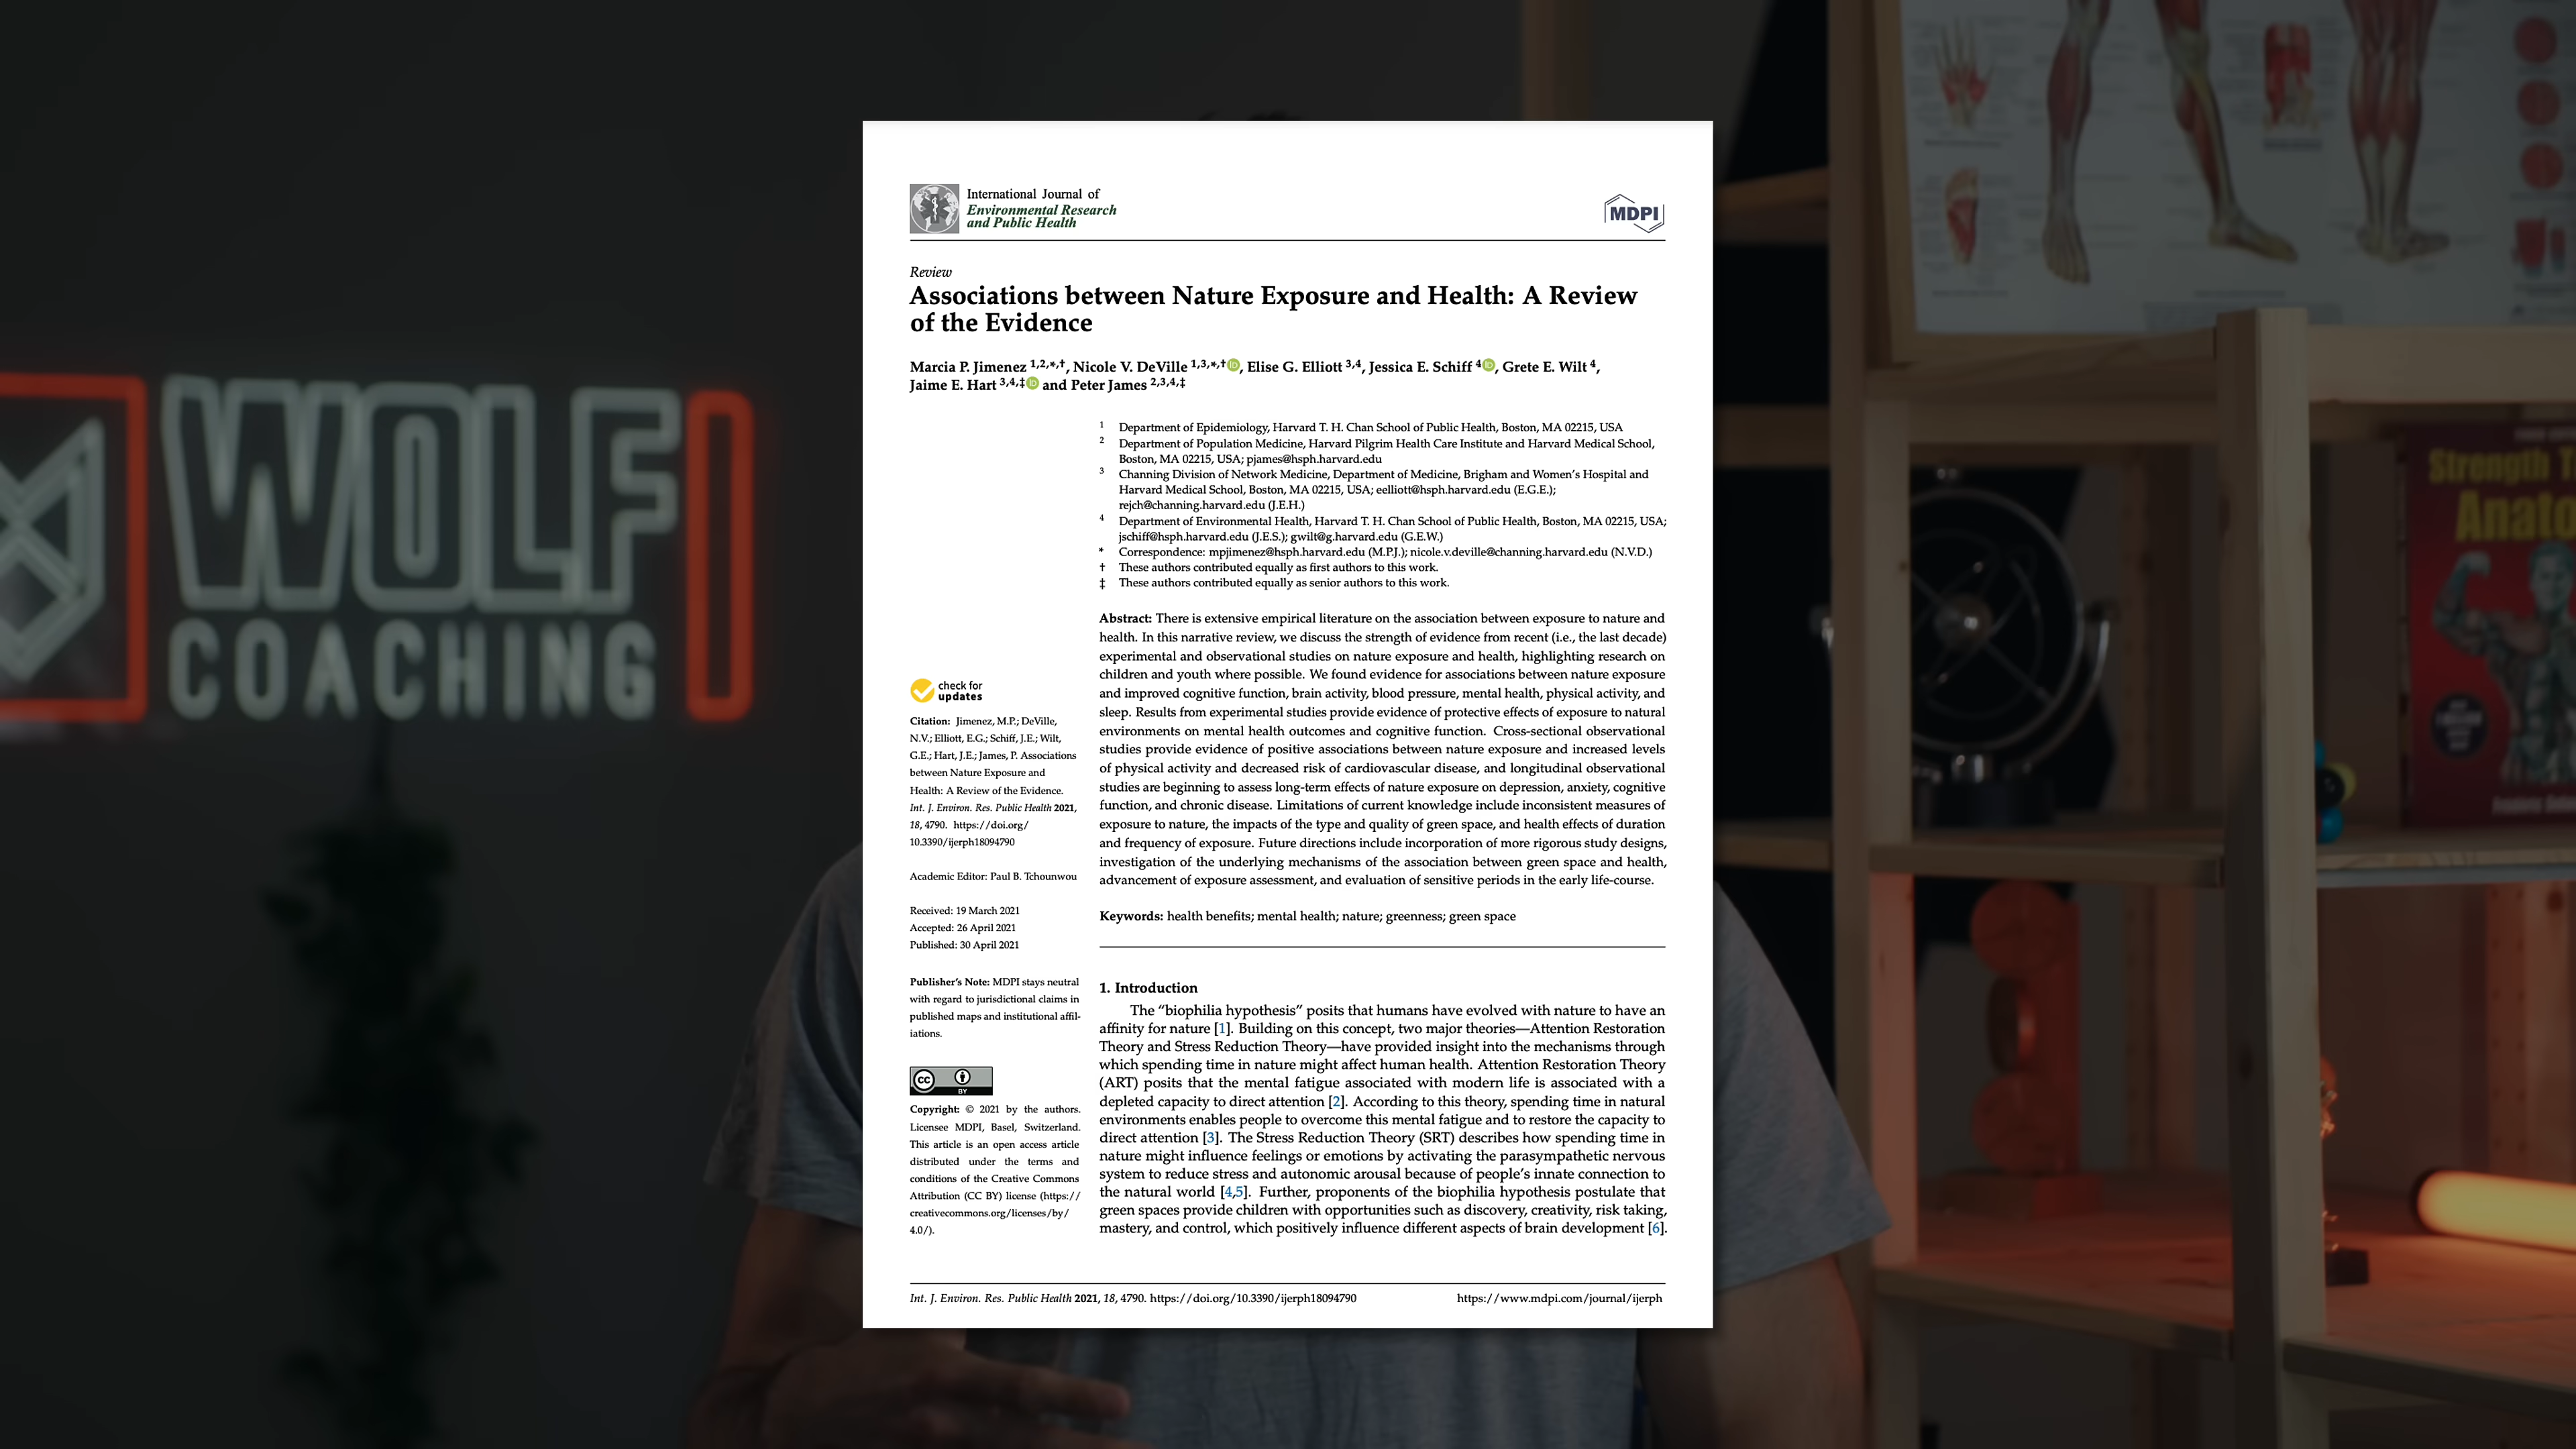 WOLF
COACHING
International Journal of
Environmental Research
and Public Health
MDPI
Review
Associations between Nature Exposure and Health: A Review
of the Evidence
Marcia P. Jimenez 1,2,*,†, Nicole V. DeVille 1,3,*,†, Elise G. Elliott 3,4, Jessica E. Schiff 4, Grete E. Wilt 4,
Jaime E. Hart 3,4,‡ and Peter James 2,3,4,‡
1 Department of Epidemiology, Harvard T. H. Chan School of Public Health, Boston, MA 02215, USA
2 Department of Population Medicine, Harvard Pilgrim Health Care Institute and Harvard Medical School,
Boston, MA 02215, USA; pjames@hsph.harvard.edu
3 Channing Division of Network Medicine, Department of Medicine, Brigham and Women's Hospital and
Harvard Medical School, Boston, MA 02215, USA; eelliott@hsph.harvard.edu (E.G.E.);
rejch@channing.harvard.edu (J.E.H.)
4 Department of Environmental Health, Harvard T. H. Chan School of Public Health, Boston, MA 02215, USA;
jschiff@hsph.harvard.edu (J.E.S.); gwilt@g.harvard.edu (G.E.W.)
* Correspondence: mpjimenez@hsph.harvard.edu (M.P.J.); nicole.v.deville@channing.harvard.edu (N.V.D.)
† These authors contributed equally as first authors to this work.
‡ These authors contributed equally as senior authors to this work.
Abstract: There is extensive empirical literature on the association between exposure to nature and
health. In this narrative review, we discuss the strength of evidence from recent (i.e., the last decade)
experimental and observational studies on nature exposure and health, highlighting research on
children and youth where possible. We found evidence for associations between nature exposure
and improved cognitive function, brain activity, blood pressure, mental health, physical activity, and
sleep. Results from experimental studies provide evidence of protective effects of exposure to natural
environments on mental health outcomes and cognitive function. Cross-sectional observational
studies provide evidence of positive associations between nature exposure and increased levels
of physical activity and decreased risk of cardiovascular disease, and longitudinal observational
studies are beginning to assess long-term effects of nature exposure on depression, anxiety, cognitive
function, and chronic disease. Limitations of current knowledge include inconsistent measures of
exposure to nature, the impacts of the type and quality of green space, and health effects of duration
and frequency of exposure. Future directions include incorporation of more rigorous study designs,
investigation of the underlying mechanisms of the association between green space and health,
advancement of exposure assessment, and evaluation of sensitive periods in the early life-course.
Keywords: health benefits; mental health; nature; greenness; green space
check for
updates
Citation: Jimenez, M.P.; DeVille,
N.V.; Elliott, E.G.; Schiff, J.E.; Wilt,
G.E.; Hart, J.E.; James, P. Associations
between Nature Exposure and
Health: A Review of the Evidence.
Int. J. Environ. Res. Public Health 2021,
18, 4790. https://doi.org/
10.3390/ijerph18094790
Academic Editor: Paul B. Tchounwou
Received: 19 March 2021
Accepted: 26 April 2021
Published: 30 April 2021
Publisher's Note: MDPI stays neutral
with regard to jurisdictional claims in
published maps and institutional affil-
iations.
cc BY
Copyright: © 2021 by the authors.
Licensee MDPI, Basel, Switzerland.
This article is an open access article
distributed under the terms and
conditions of the Creative Commons
Attribution (CC BY) license (https://
creativecommons.org/licenses/by/
4.0/).
1. Introduction
The "biophilia hypothesis" posits that humans have evolved with nature to have an
affinity for nature [1]. Building on this concept, two major theories—Attention Restoration
Theory and Stress Reduction Theory—have provided insight into the mechanisms through
which spending time in nature might affect human health. Attention Restoration Theory
(ART) posits that the mental fatigue associated with modern life is associated with a
depleted capacity to direct attention [2]. According to this theory, spending time in natural
environments enables people to overcome this mental fatigue and to restore the capacity to
direct attention [3]. The Stress Reduction Theory (SRT) describes how spending time in
nature might influence feelings or emotions by activating the parasympathetic nervous
system to reduce stress and autonomic arousal because of people's innate connection to
the natural world [4,5]. Further, proponents of the biophilia hypothesis postulate that
green spaces provide children with opportunities such as discovery, creativity, risk taking,
mastery, and control, which positively influence different aspects of brain development [6].
Int. J. Environ. Res. Public Health 2021, 18, 4790. https://doi.org/10.3390/ijerph18094790
https://www.mdpi.com/journal/ijerph
Strength T
Anato